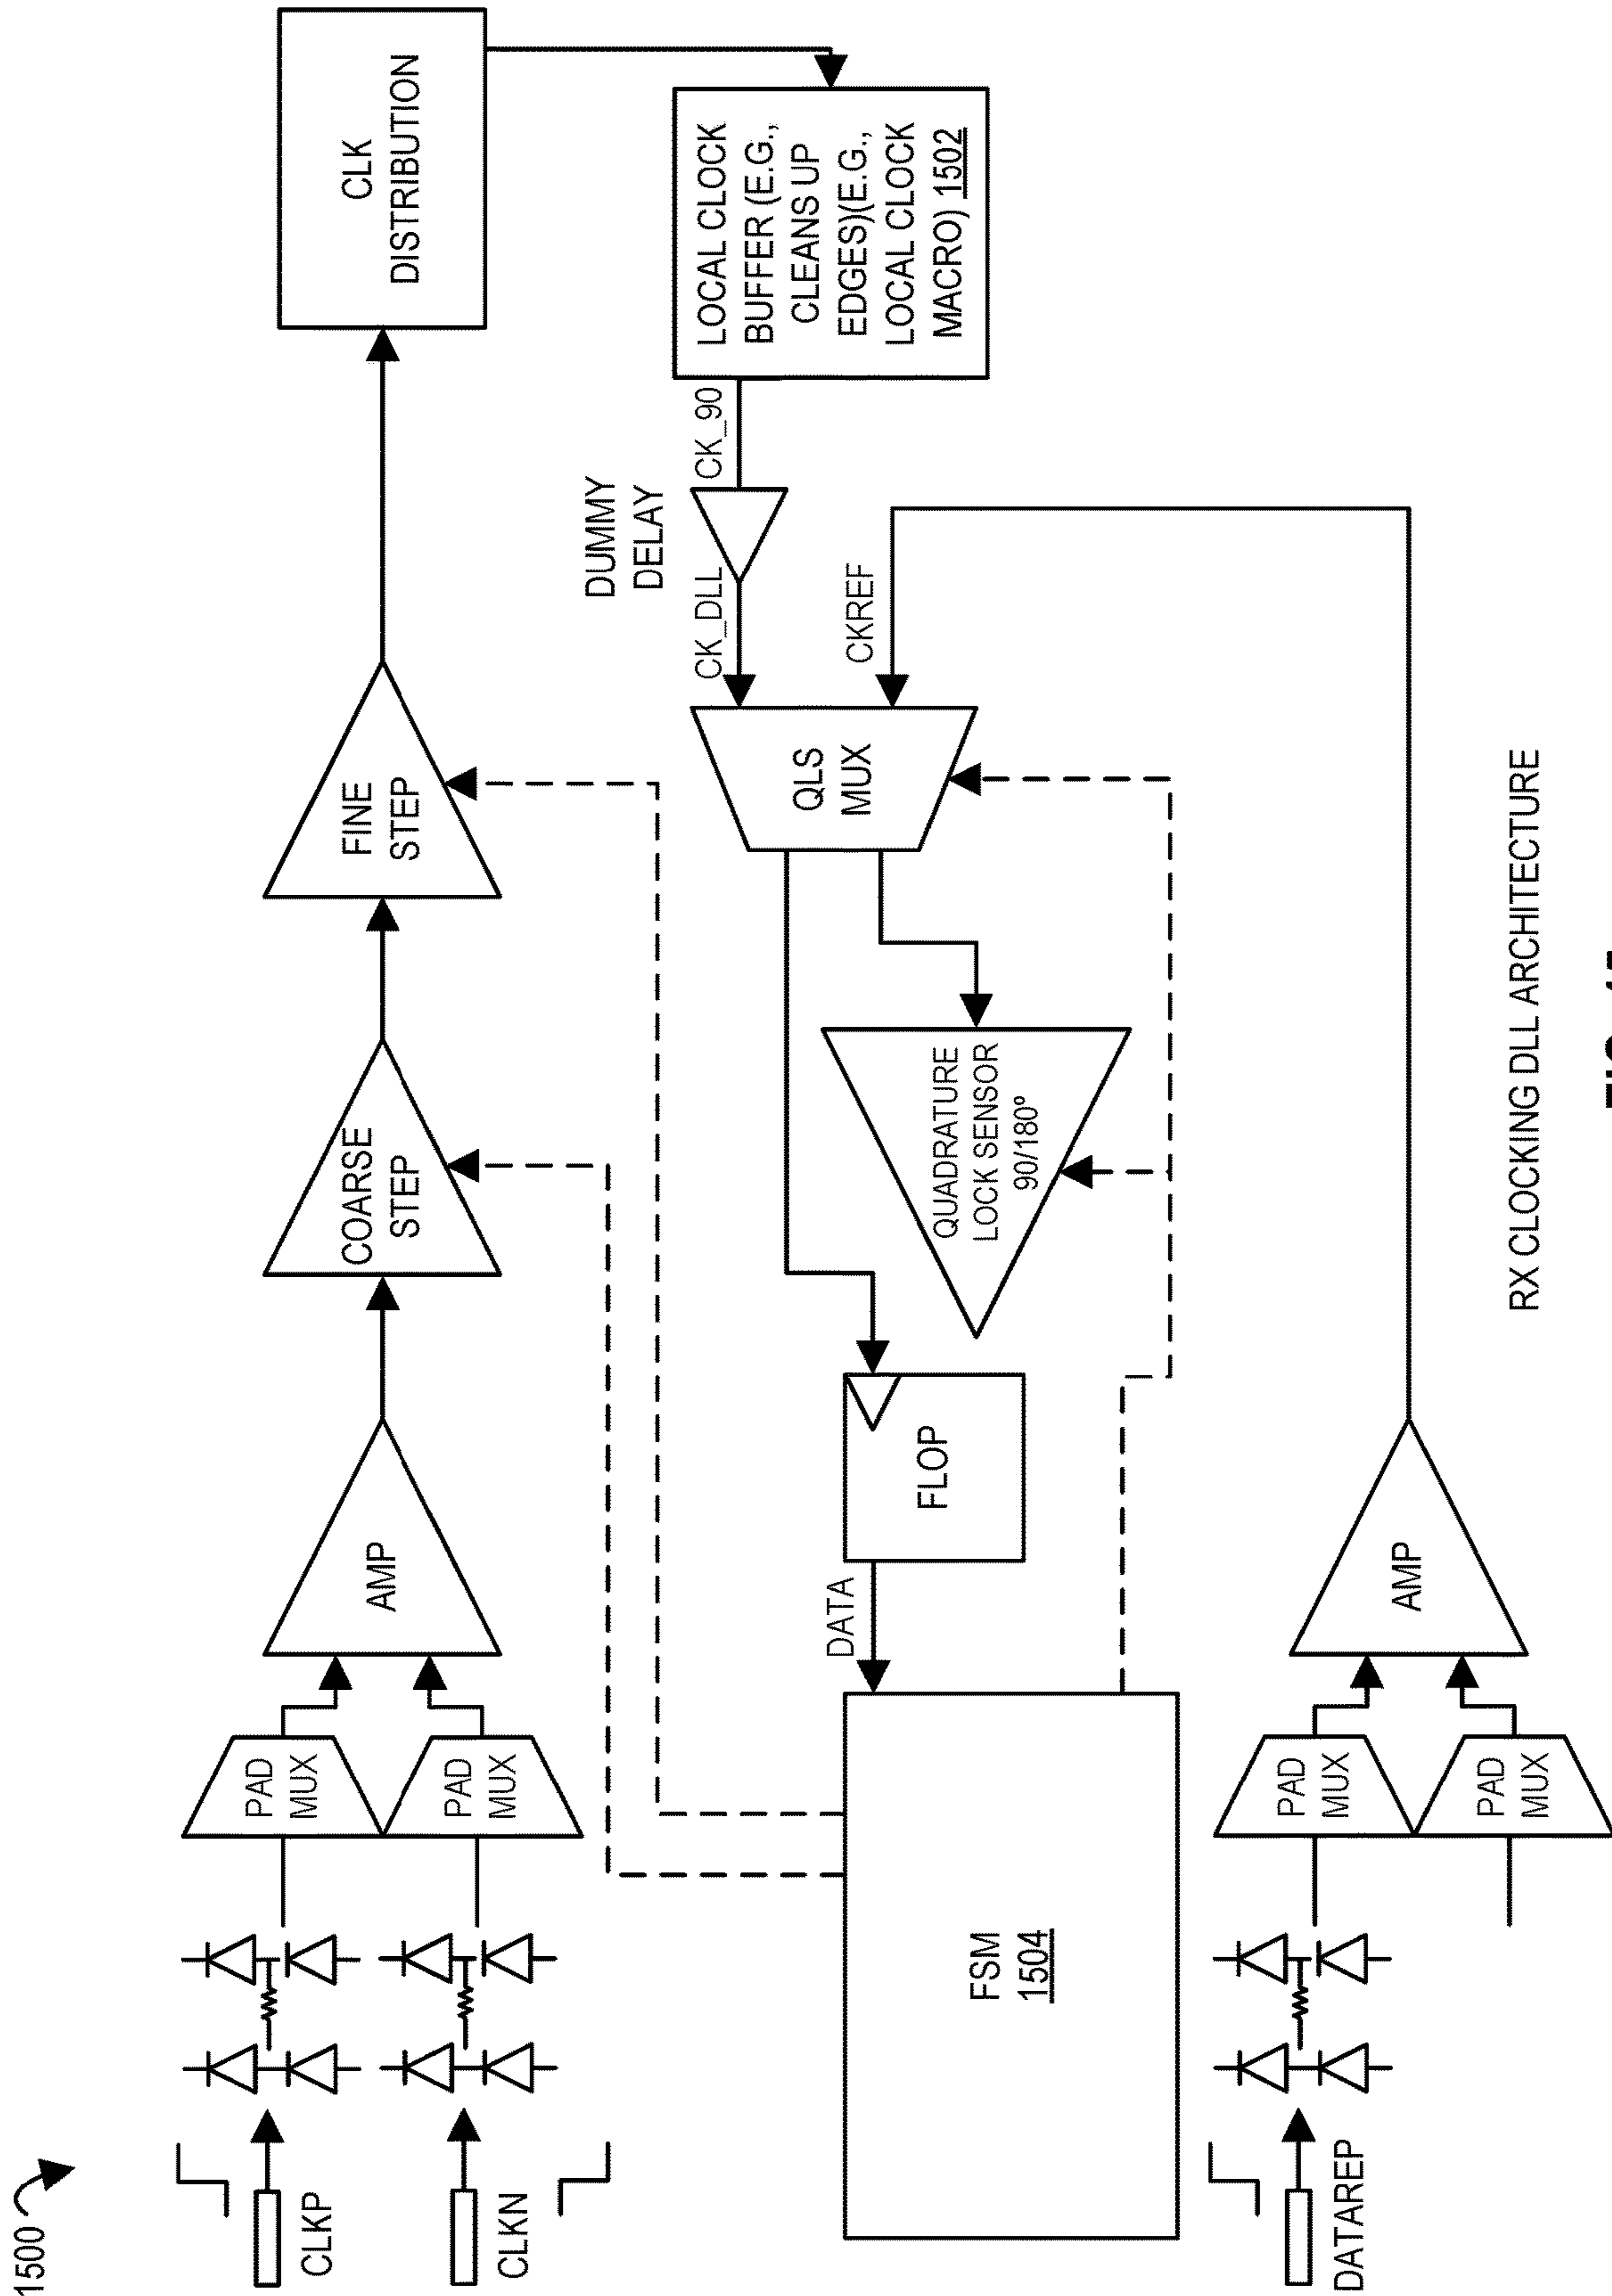 1500
CLKP
CLKN
PAD
MUX
PAD
MUX
AMP
COARSE
STEP
FINE
STEP
CLK
DISTRIBUTION
LOCAL CLOCK
BUFFER (E.G.,
CLEANS UP
EDGES)(E.G.,
LOCAL CLOCK
MACRO) 1502
CK_90
DUMMY
DELAY
CK_DLL
CKREF
QLS
MUX
QUADRATURE
LOCK SENSOR
90/180º
FLOP
DATA
FSM
1504
DATAREP
PAD
MUX
PAD
MUX
AMP
RX CLOCKING DLL ARCHITECTURE